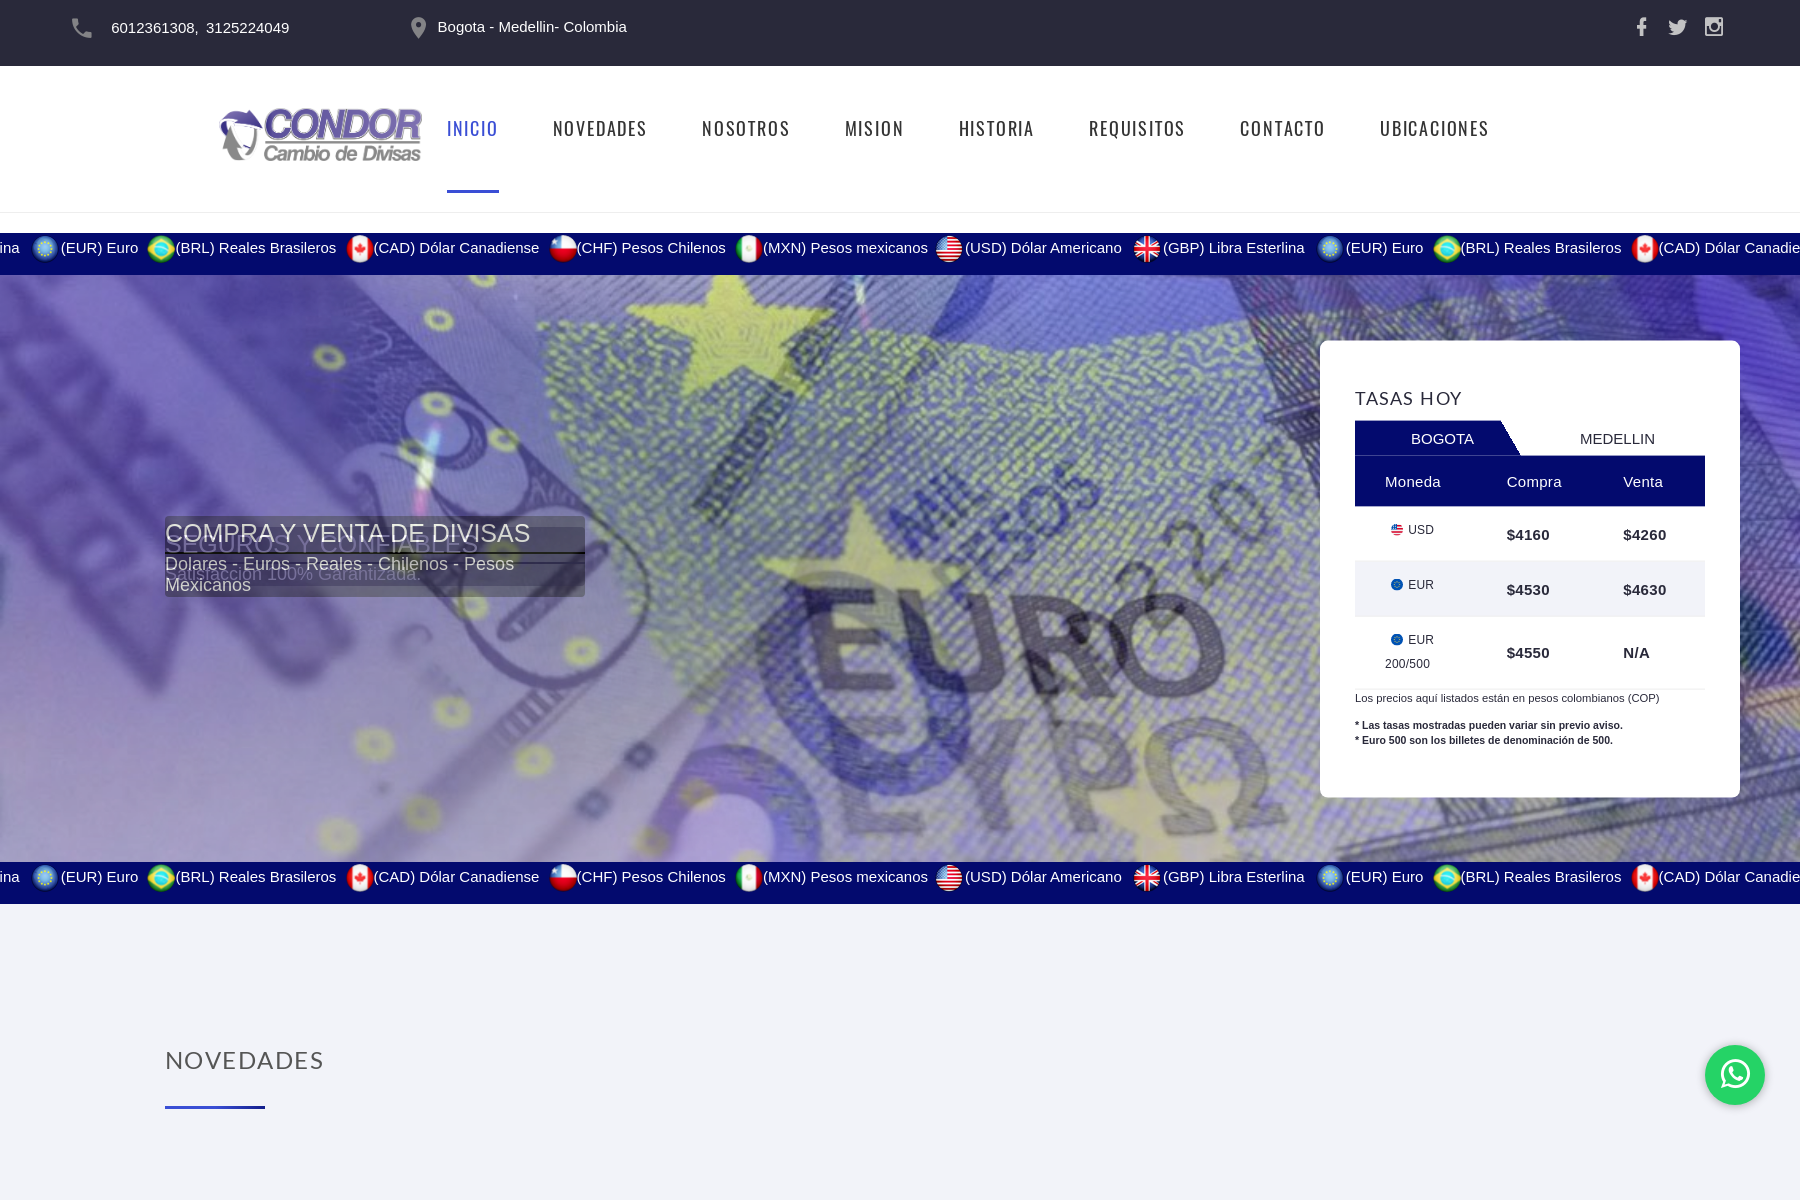 6012361308, 3125224049
Bogota - Medellin- Colombia
CONDOR
Cambio de Divisas
INICIO
NOVEDADES
NOSOTROS
MISION
HISTORIA
REQUISITOS
CONTACTO
UBICACIONES
ina (EUR) Euro (BRL) Reales Brasileros (CAD) Dólar Canadiense (CHF) Pesos Chilenos (MXN) Pesos mexicanos (USD) Dólar Americano (GBP) Libra Esterlina (EUR) Euro (BRL) Reales Brasileros (CAD) Dólar Canadie
COMPRA Y VENTA DE DIVISAS
SEGUROS Y CONFIABLES
Dolares - Euros - Reales - Chilenos - Pesos
Mexicanos
Satisfacción 100% Garantizada.
EURO
ΕΥΡΩ
TASAS HOY
BOGOTA MEDELLIN
Moneda Compra Venta
USD $4160 $4260
EUR $4530 $4630
EUR
200/500 $4550 N/A
Los precios aquí listados están en pesos colombianos (COP)
* Las tasas mostradas pueden variar sin previo aviso.
* Euro 500 son los billetes de denominación de 500.
ina (EUR) Euro (BRL) Reales Brasileros (CAD) Dólar Canadiense (CHF) Pesos Chilenos (MXN) Pesos mexicanos (USD) Dólar Americano (GBP) Libra Esterlina (EUR) Euro (BRL) Reales Brasileros (CAD) Dólar Canadie
NOVEDADES